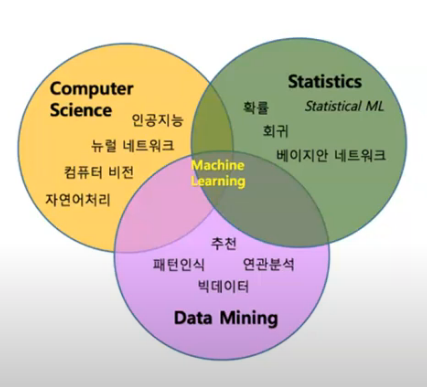 Computer
Science
인공지능
뉴럴 네트워크
컴퓨터 비전
자연어처리
Statistics
확률
Statistical ML
회귀
베이지안 네트워크
Machine
Learning
추천
패턴인식
연관분석
빅데이터
Data Mining